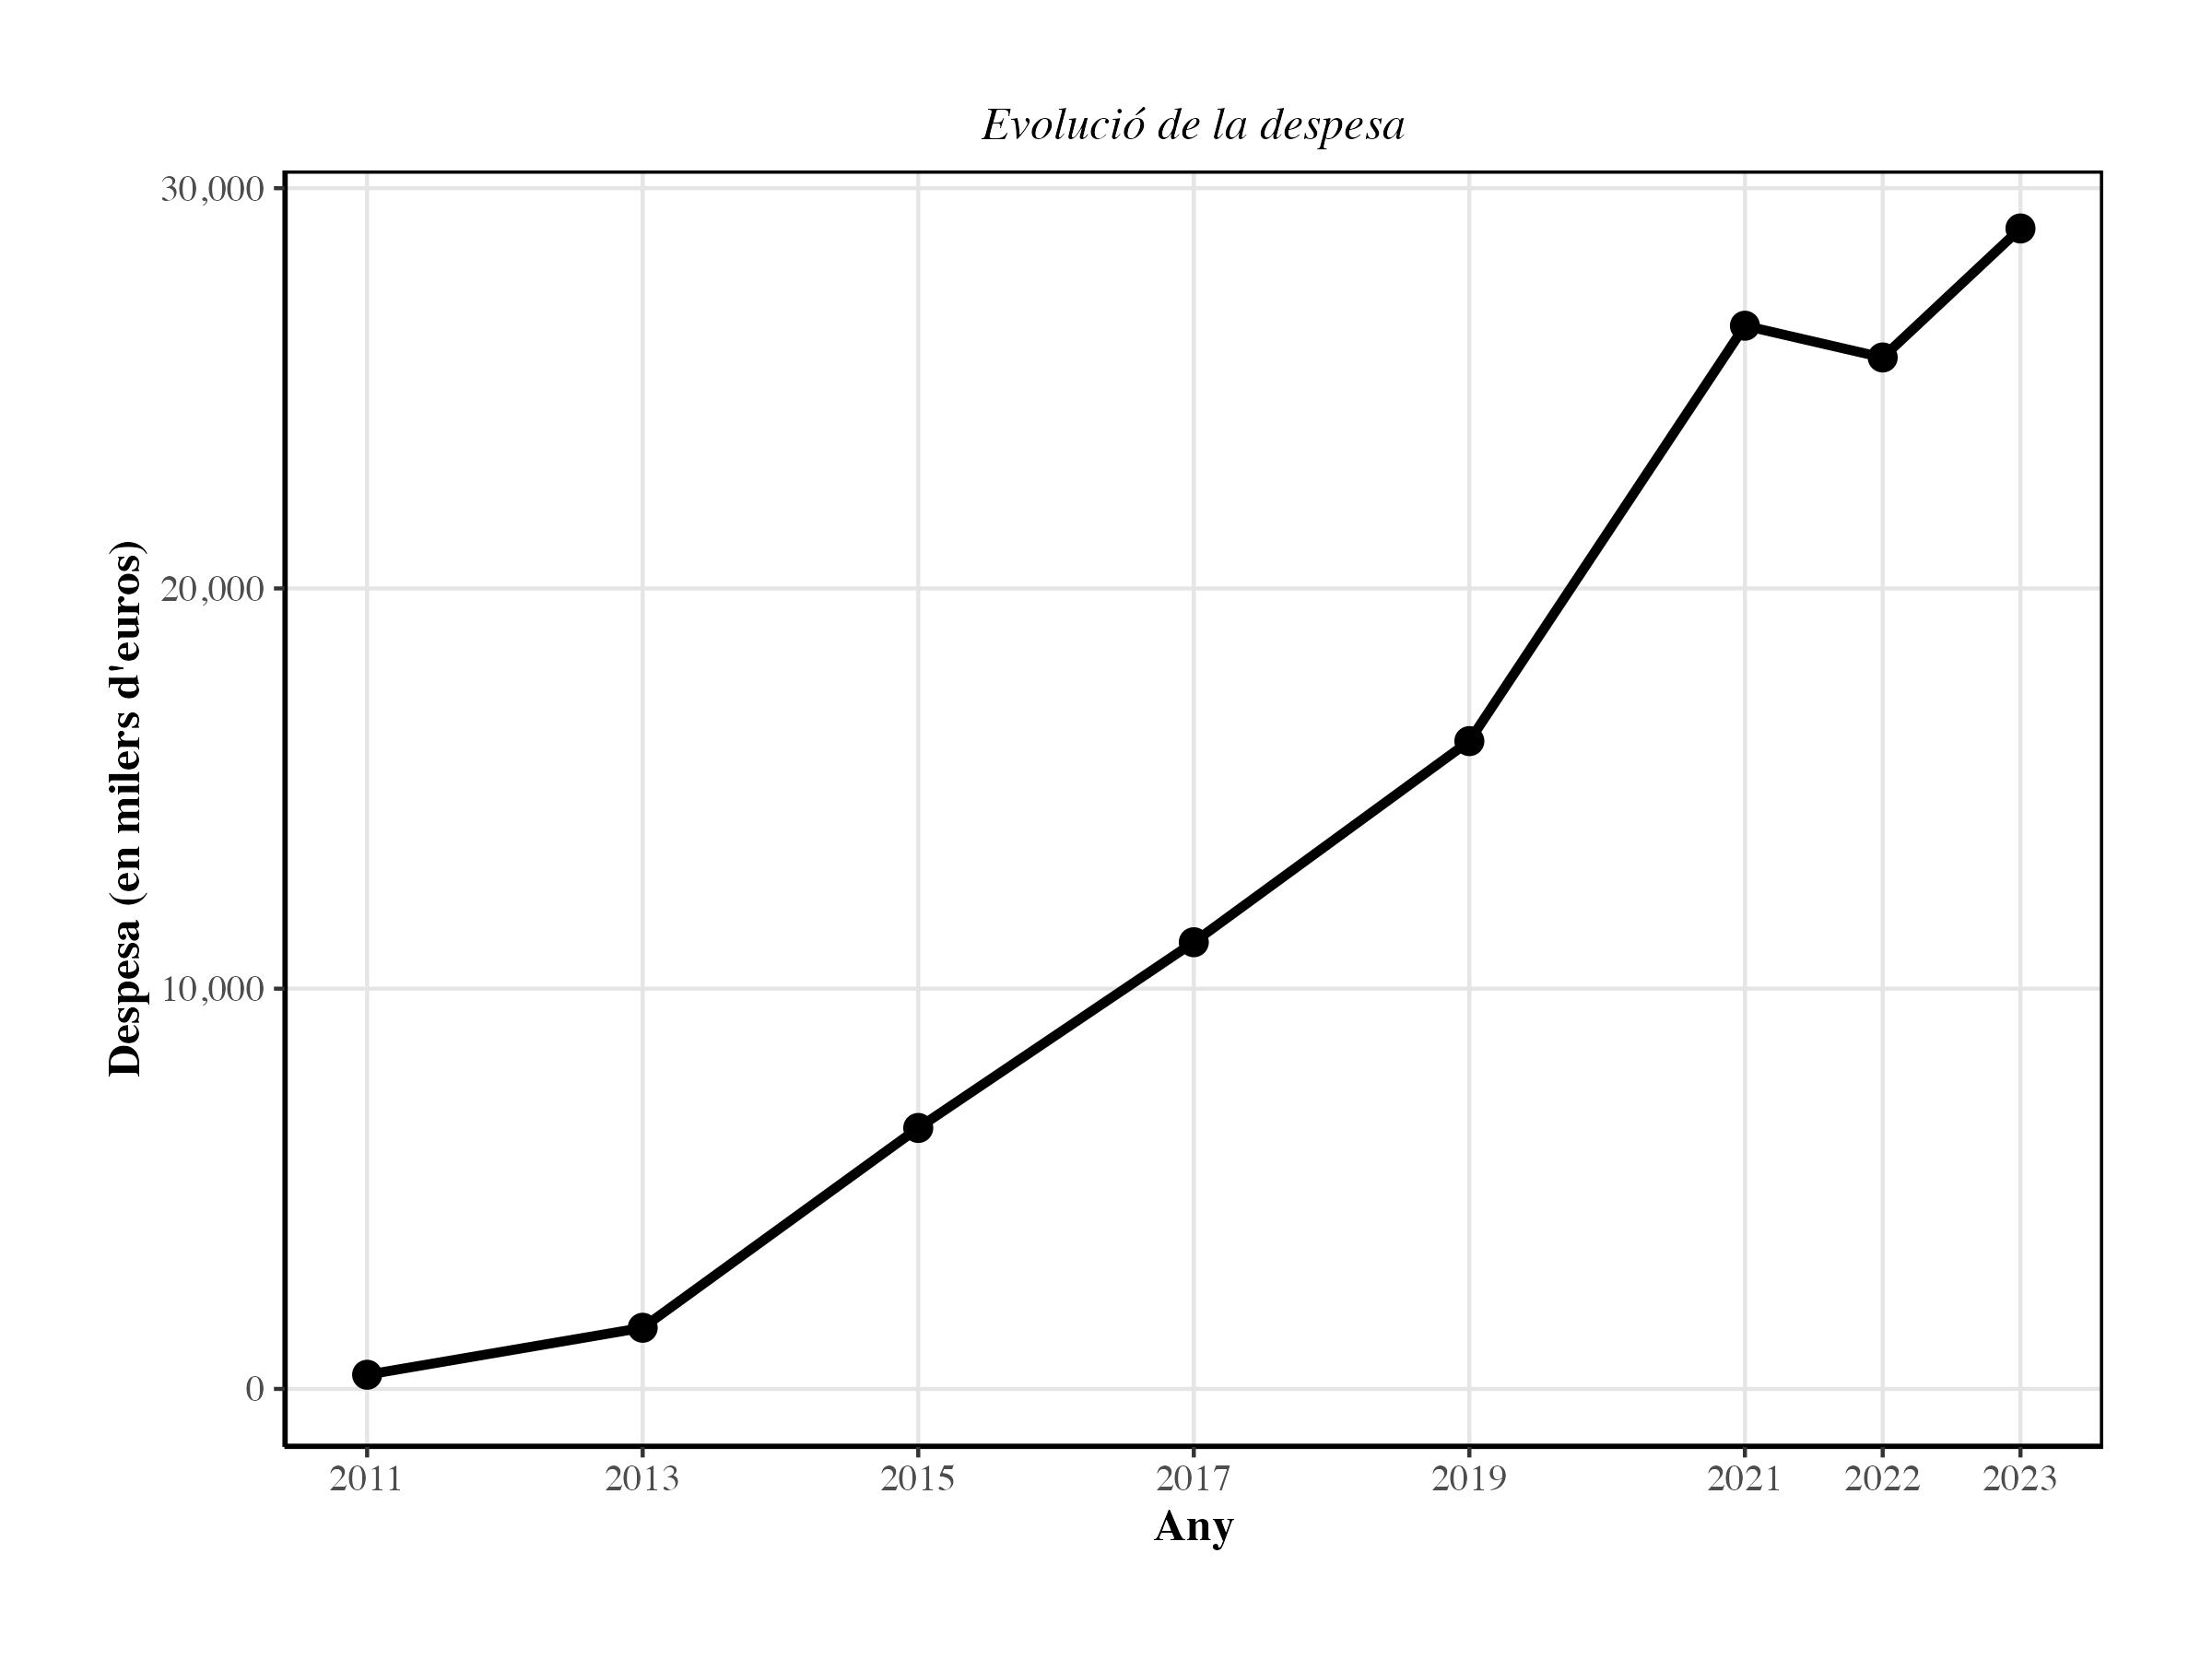 Evolució de la despesa
Despesa (en milers d'euros)
30,000
20,000
10,000
0
2011 2013 2015 2017 2019 2021 2022 2023
Any